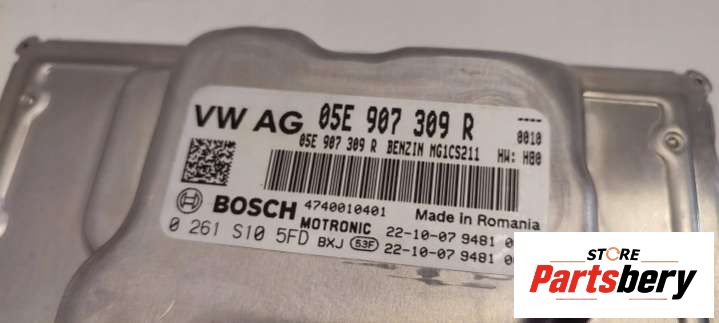 VW AG 05E 907 309 R ----
05E 907 309 R BENZIN MG1CS211 0010
HW: H80
BOSCH 4740010401 Made in Romania
MOTRONIC 22-10-07 9481
0 261 S10 5FD BXJ 53F 22-10-07 9481
STORE
Partsbery